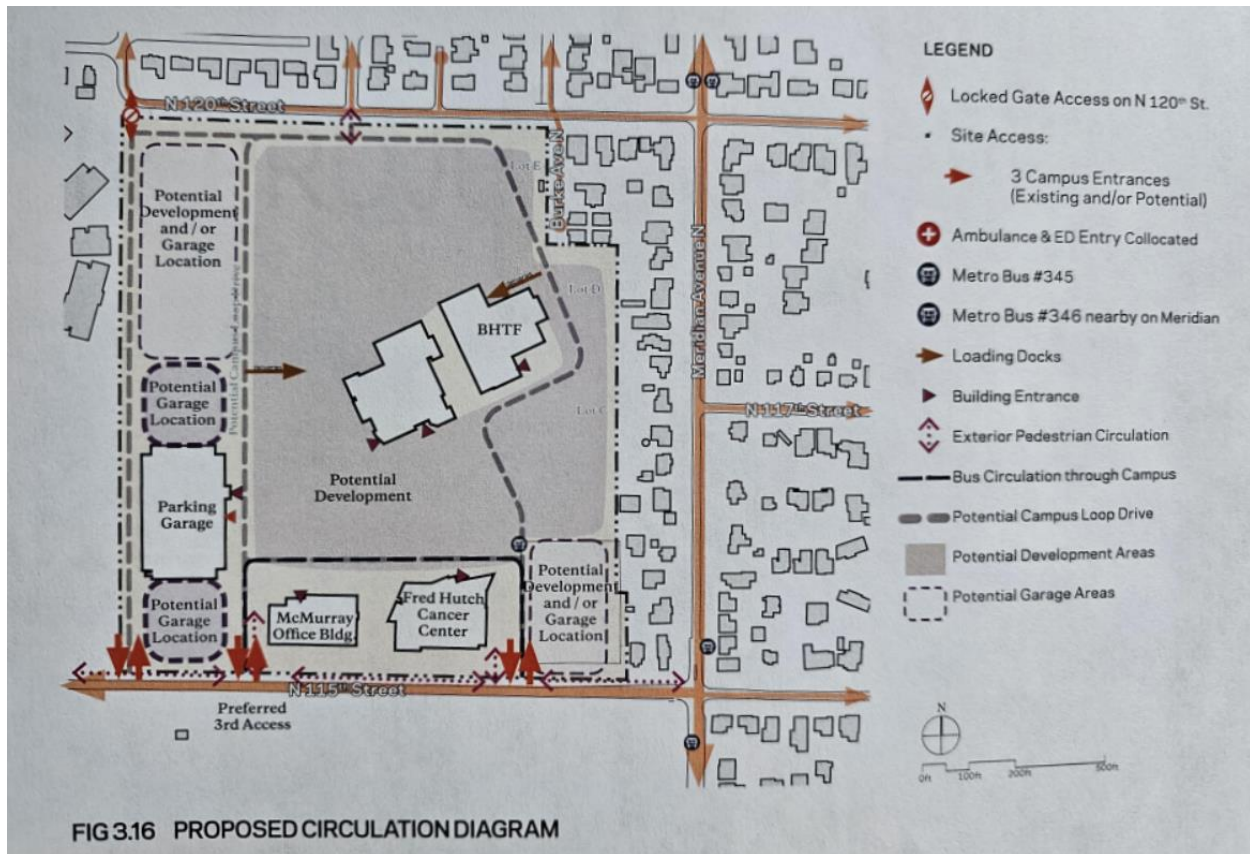 N 120th Street
Burke Ave N
Lot E
Potential
Development
and / or
Garage
Location
Meridian Avenue N
Lot D
BHTF
Potential
Garage
Location
N 117th Street
Lot C
Potential
Development
Parking
Garage
Potential
Garage
Location
McMurray
Office Bldg.
Fred Hutch
Cancer
Center
Potential
Development
and / or
Garage
Location
N 115th Street
Preferred
3rd Access
LEGEND
Locked Gate Access on N 120th St.
Site Access:
3 Campus Entrances
(Existing and/or Potential)
Ambulance & ED Entry Collocated
Metro Bus #345
Metro Bus #346 nearby on Meridian
Loading Docks
Building Entrance
Exterior Pedestrian Circulation
Bus Circulation through Campus
Potential Campus Loop Drive
Potential Development Areas
Potential Garage Areas
N
0ft 100ft 200ft 500ft
FIG 3.16 PROPOSED CIRCULATION DIAGRAM